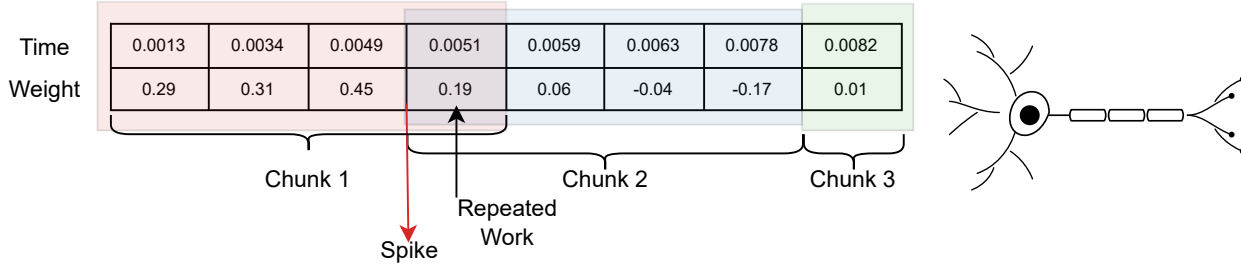 Time 0.0013 0.0034 0.0049 0.0051 0.0059 0.0063 0.0078 0.0082
Weight 0.29 0.31 0.45 0.19 0.06 -0.04 -0.17 0.01
Chunk 1 Chunk 2 Chunk 3
Repeated
Work
Spike